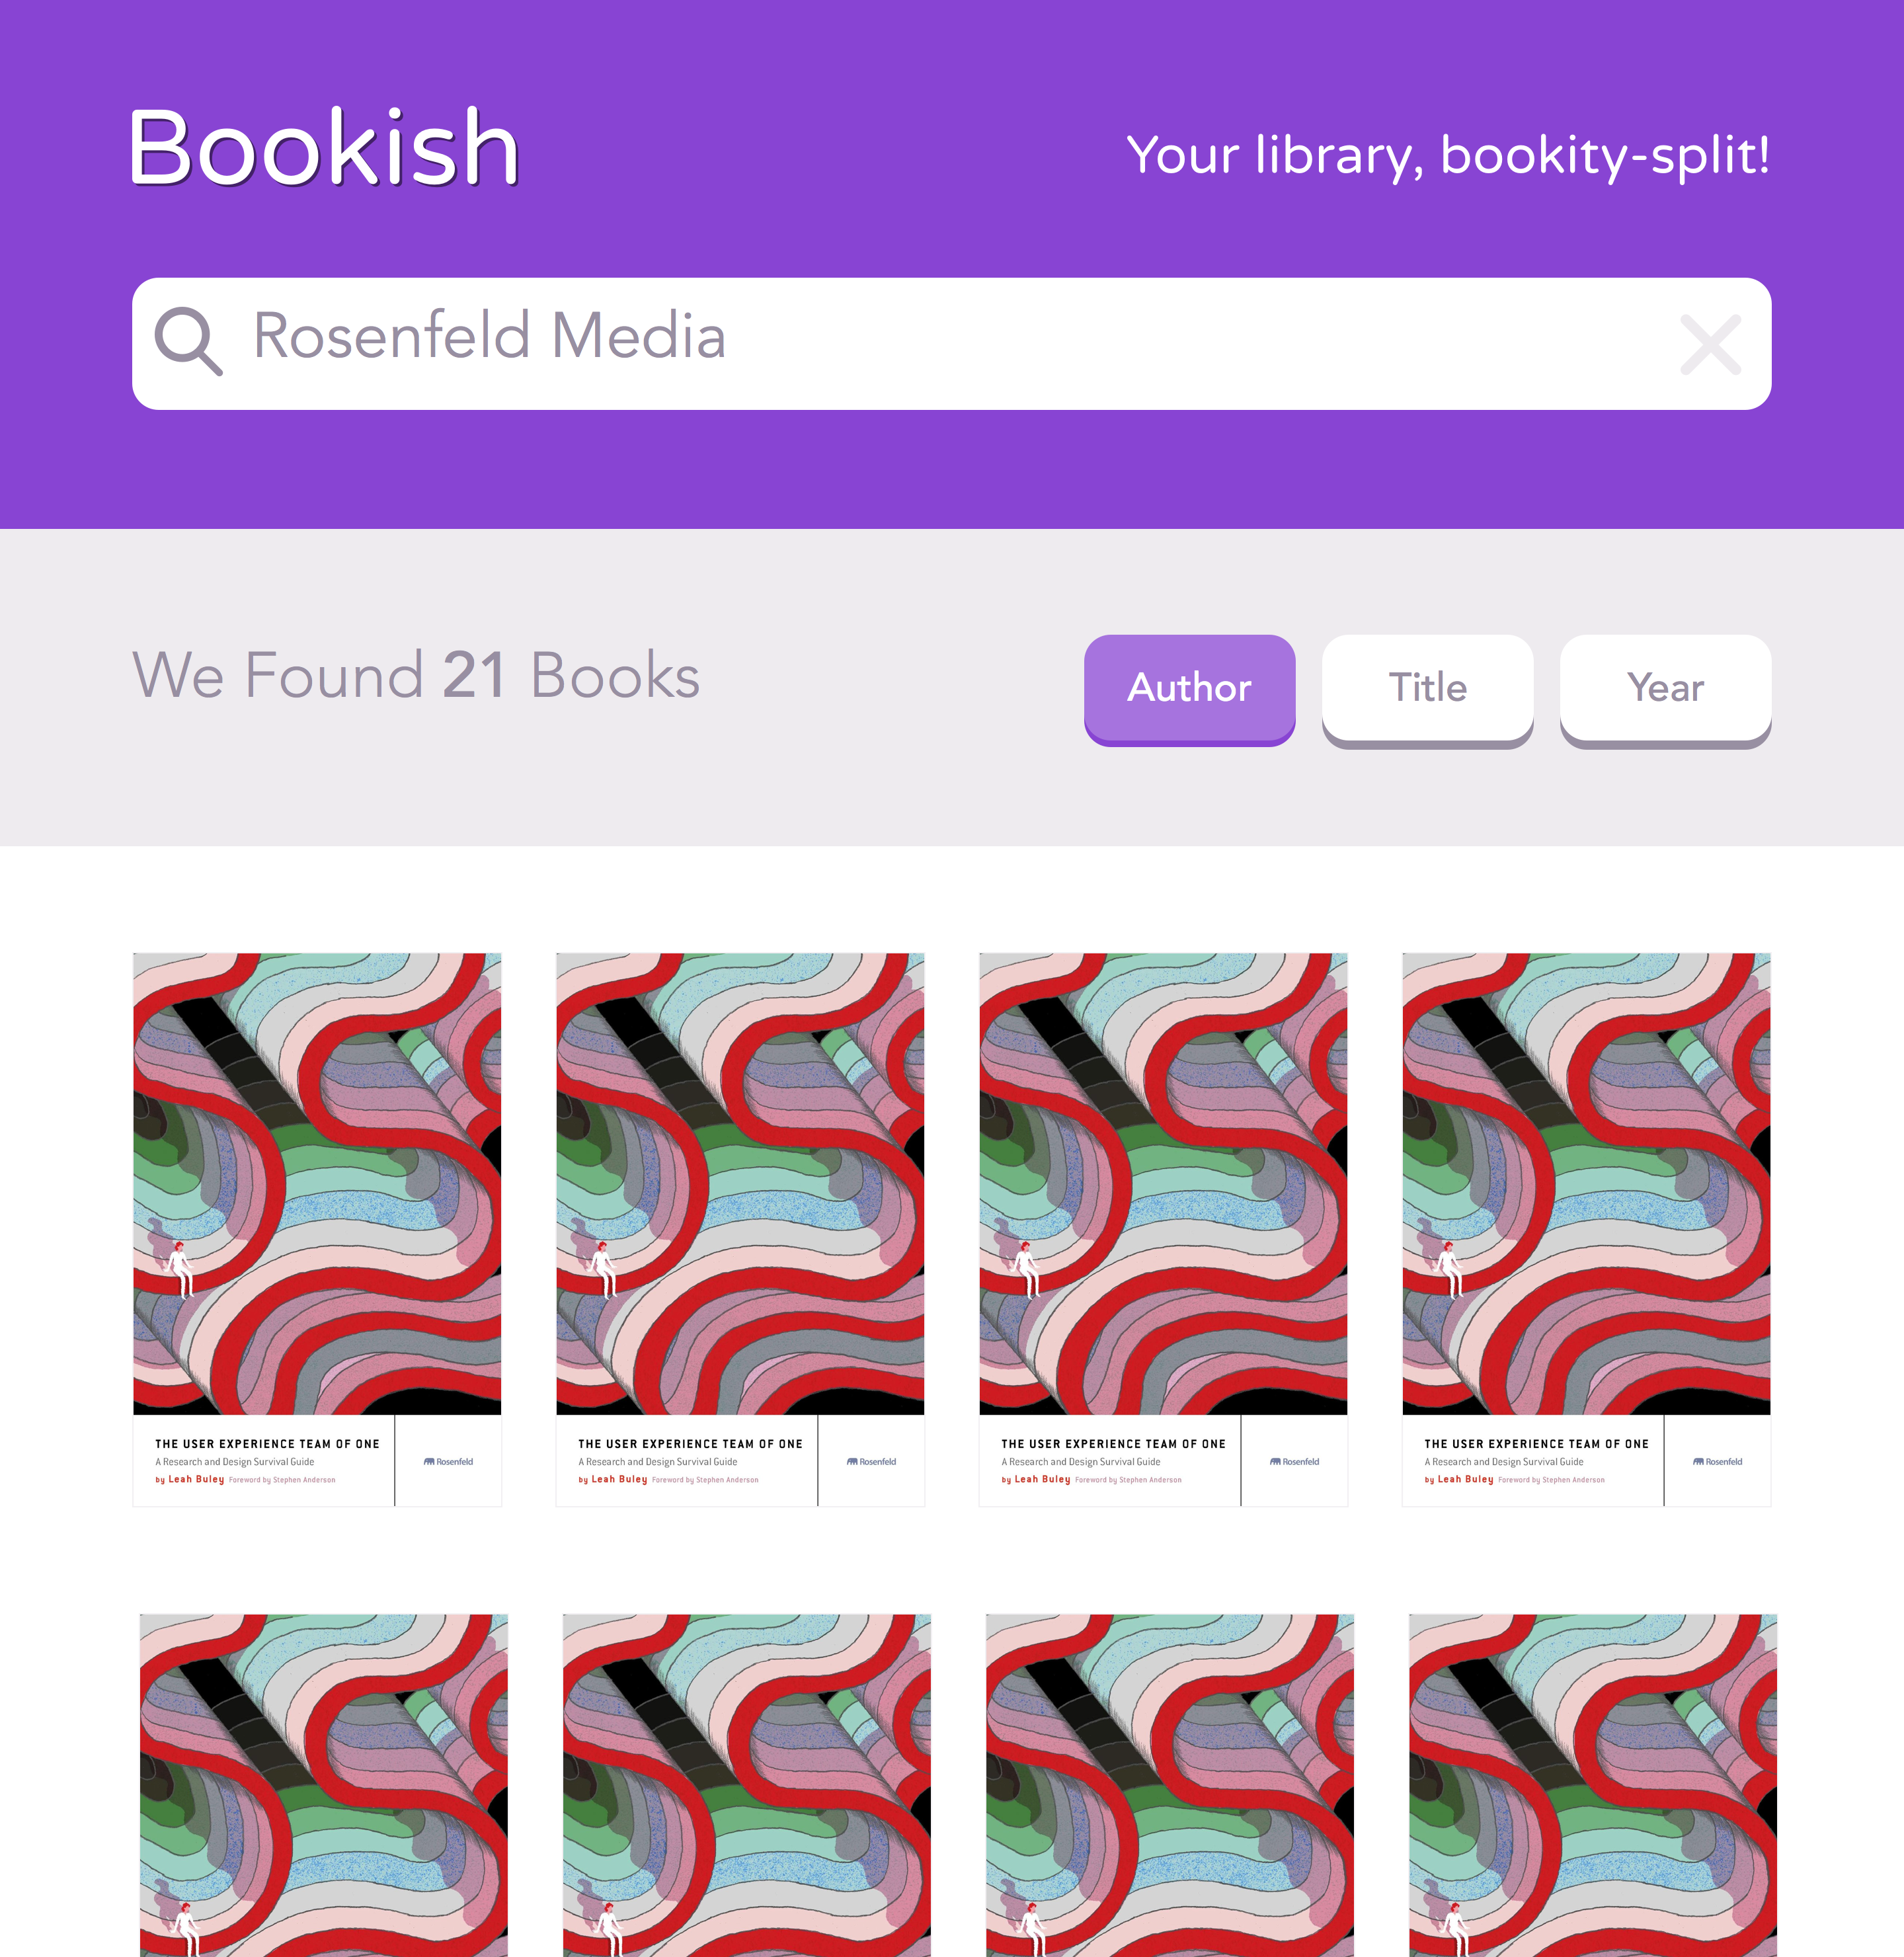 Bookish
Your library, bookity-split!
Rosenfeld Media
We Found 21 Books
Author
Title
Year
THE USER EXPERIENCE TEAM OF ONE
A Research and Design Survival Guide
by Leah Buley Foreword by Stephen Anderson
Rosenfeld
THE USER EXPERIENCE TEAM OF ONE
A Research and Design Survival Guide
by Leah Buley Foreword by Stephen Anderson
Rosenfeld
THE USER EXPERIENCE TEAM OF ONE
A Research and Design Survival Guide
by Leah Buley Foreword by Stephen Anderson
Rosenfeld
THE USER EXPERIENCE TEAM OF ONE
A Research and Design Survival Guide
by Leah Buley Foreword by Stephen Anderson
Rosenfeld